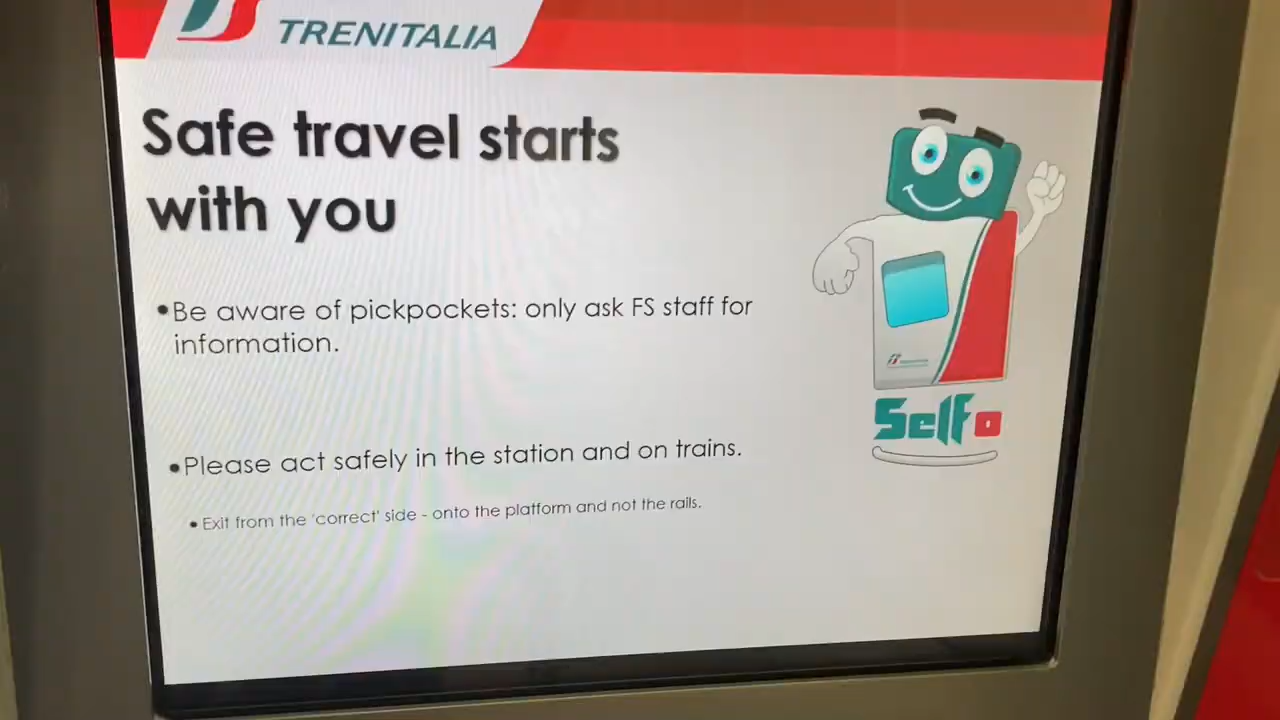 TRENITALIA
Safe travel starts
with you
•Be aware of pickpockets: only ask FS staff for
information.
•Please act safely in the station and on trains.
• Exit from the 'correct' side - onto the platform and not the rails.
Selfo